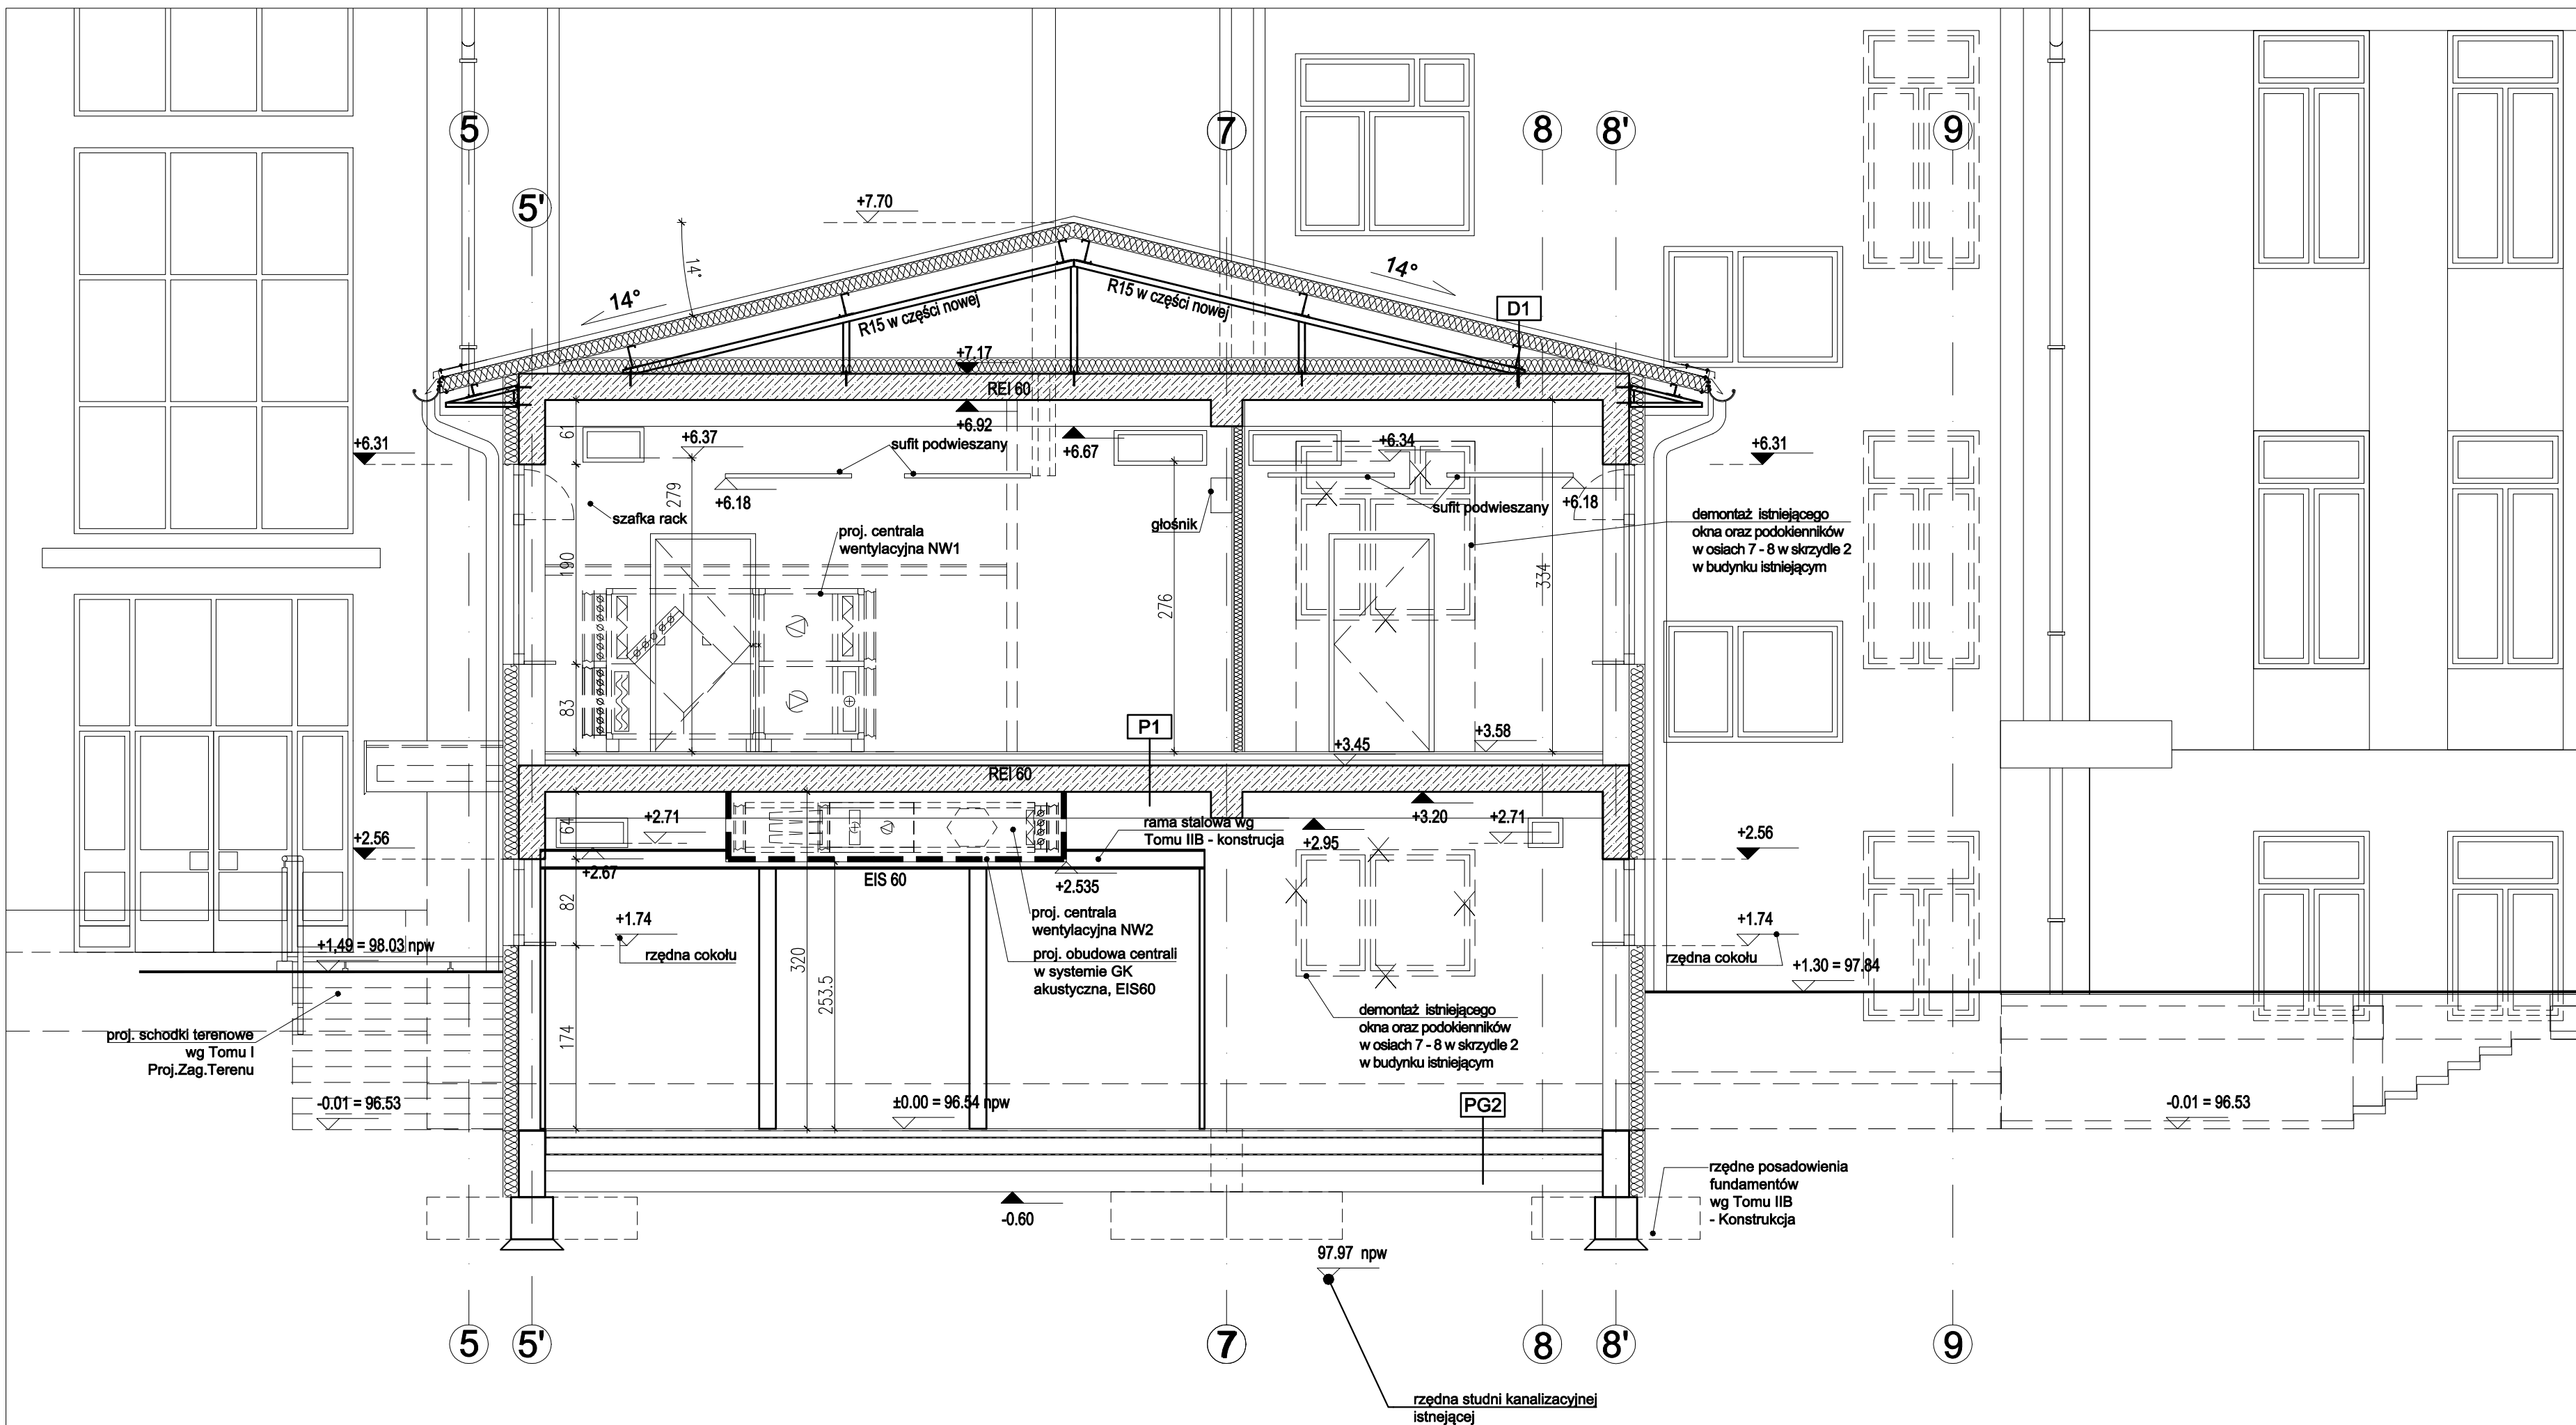 5
7
8
8'
9
5'
+7.70
14°
14°
14°
R15 w części nowej
R15 w części nowej
D1
+7.17
REI 60
+6.92
+6.31
61
+6.37
sufit podwieszany
+6.67
+6.34
+6.31
279
+6.18
szafka rack
głośnik
sufit podwieszany
+6.18
demontaż istniejącego
okna oraz podokienników
w osiach 7 - 8 w skrzydle 2
w budynku istniejącym
proj. centrala
wentylacyjna NW1
190
276
334
83
P1
+3.58
+3.45
REI 60
+2.56
64
+2.71
rama stalowa wg
Tomu IIB - konstrucja
+2.95
+3.20
+2.71
+2.56
+2.67
EIS 60
+2.535
82
+1.74
rzędna cokołu
proj. centrala
wentylacyjna NW2
+1.74
rzędna cokołu
+1,49 = 98.03 npw
320
253.5
proj. obudowa centrali
w systemie GK
akustyczna, EIS60
+1.30 = 97.84
proj. schodki terenowe
wg Tomu I
Proj.Zag.Terenu
174
demontaż istniejącego
okna oraz podokienników
w osiach 7 - 8 w skrzydle 2
w budynku istniejącym
-0.01 = 96.53
±0.00 = 96.54 npw
PG2
-0.01 = 96.53
rzędne posadowienia
fundamentów
wg Tomu IIB
- Konstrukcja
-0.60
97.97 npw
5
5'
7
8
8'
9
rzędna studni kanalizacyjnej
istnejącej